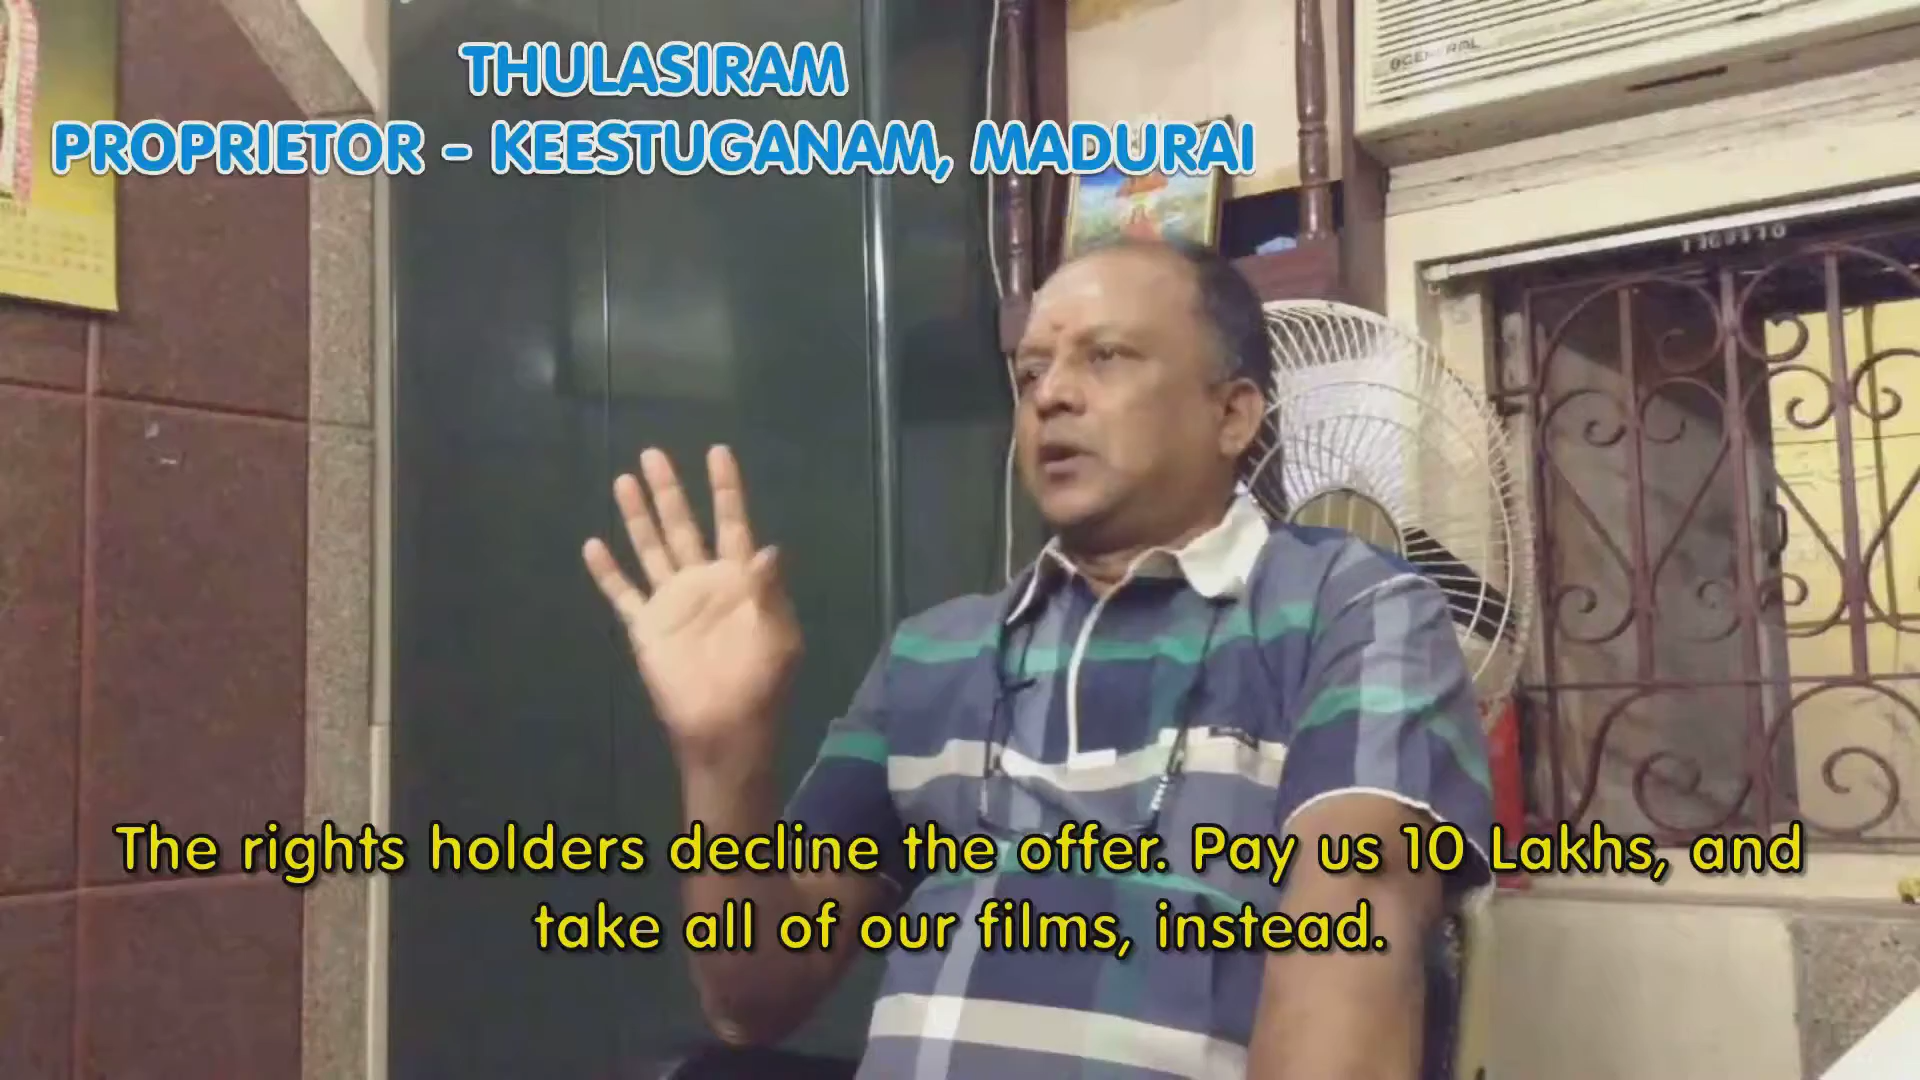 THULASIRAM
PROPRIETOR - KEESTUGANAM, MADURAI
The rights holders decline the offer. Pay us 10 Lakhs, and
take all of our films, instead.